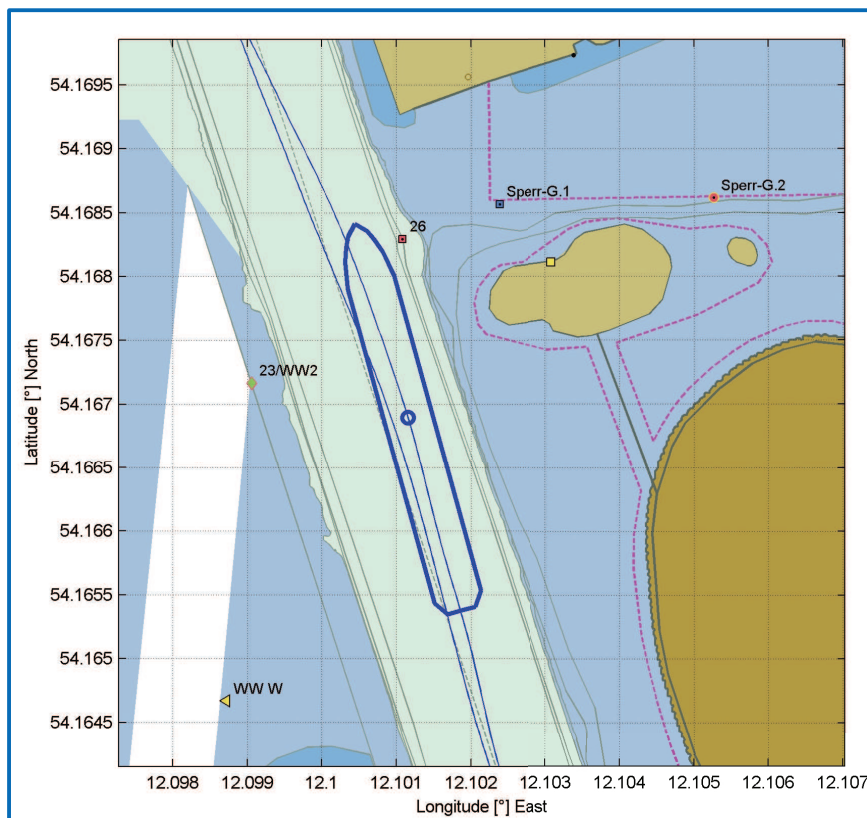 54.1695
54.169
54.1685
54.168
54.1675
54.167
54.1665
54.166
54.1655
54.165
54.1645
Latitude [°] North
Sperr-G.1
Sperr-G.2
26
23/WW2
WW W
12.098 12.099 12.1 12.101 12.102 12.103 12.104 12.105 12.106 12.107
Longitude [°] East